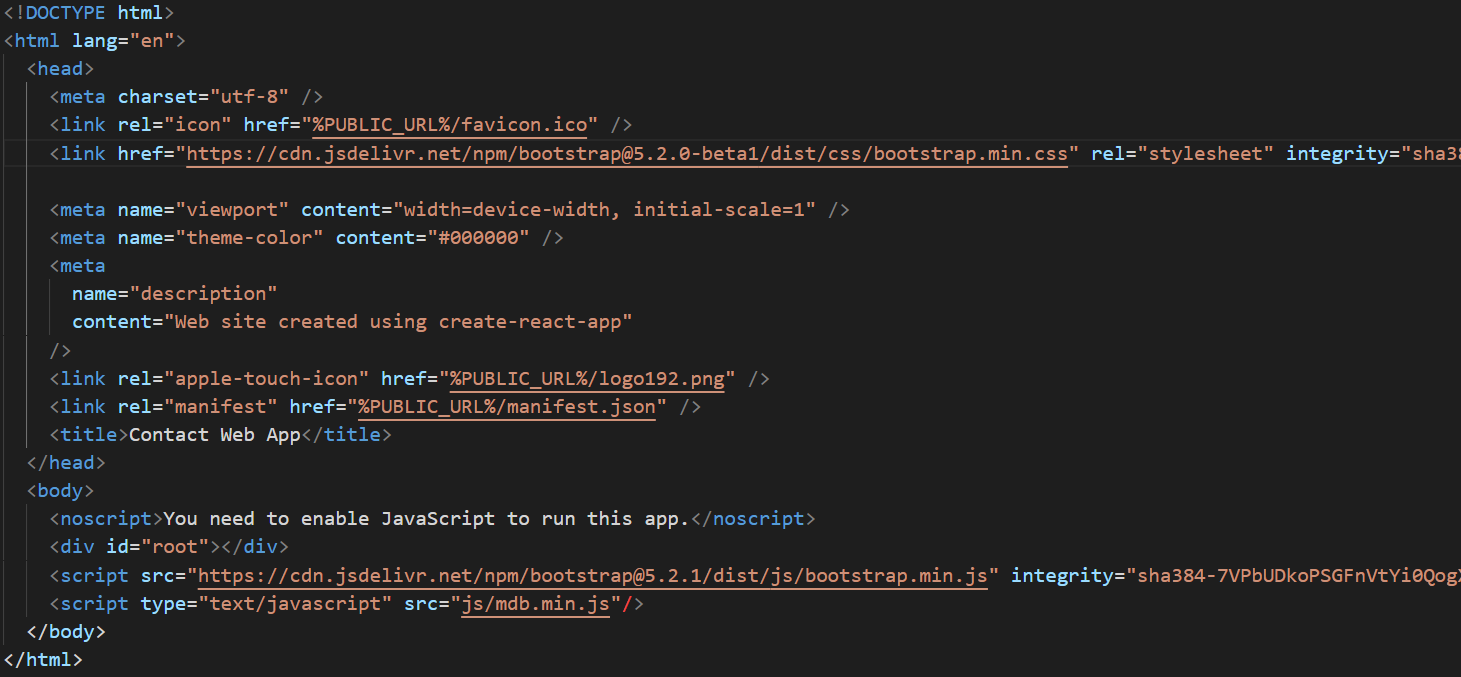 <!DOCTYPE html>
<html lang="en">
<head>
<meta charset="utf-8" />
<link rel="icon" href="%PUBLIC_URL%/favicon.ico" />
<link href="https://cdn.jsdelivr.net/npm/bootstrap@5.2.0-beta1/dist/css/bootstrap.min.css" rel="stylesheet" integrity="sha38
<meta name="viewport" content="width=device-width, initial-scale=1" />
<meta name="theme-color" content="#000000" />
<meta
name="description"
content="Web site created using create-react-app"
/>
<link rel="apple-touch-icon" href="%PUBLIC_URL%/logo192.png" />
<link rel="manifest" href="%PUBLIC_URL%/manifest.json" />
<title>Contact Web App</title>
</head>
<body>
<noscript>You need to enable JavaScript to run this app.</noscript>
<div id="root"></div>
<script src="https://cdn.jsdelivr.net/npm/bootstrap@5.2.1/dist/js/bootstrap.min.js" integrity="sha384-7VPbUDkoPSGFnVtYi0QogX
<script type="text/javascript" src="js/mdb.min.js"/>
</body>
</html>